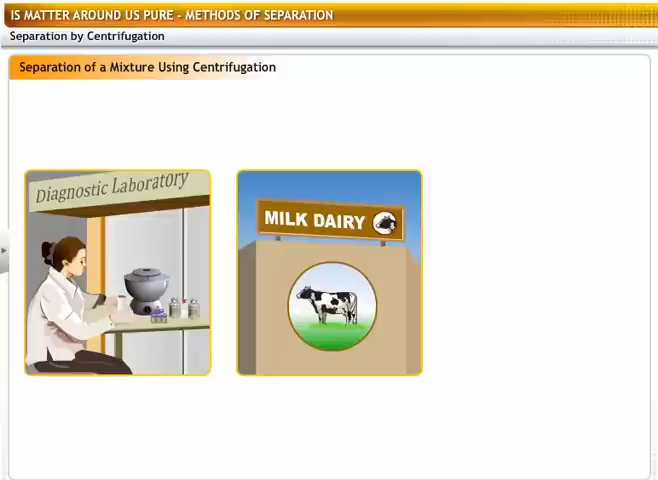 IS MATTER AROUND US PURE - METHODS OF SEPARATION
Separation by Centrifugation
Separation of a Mixture Using Centrifugation
Diagnostic Laboratory
MILK DAIRY